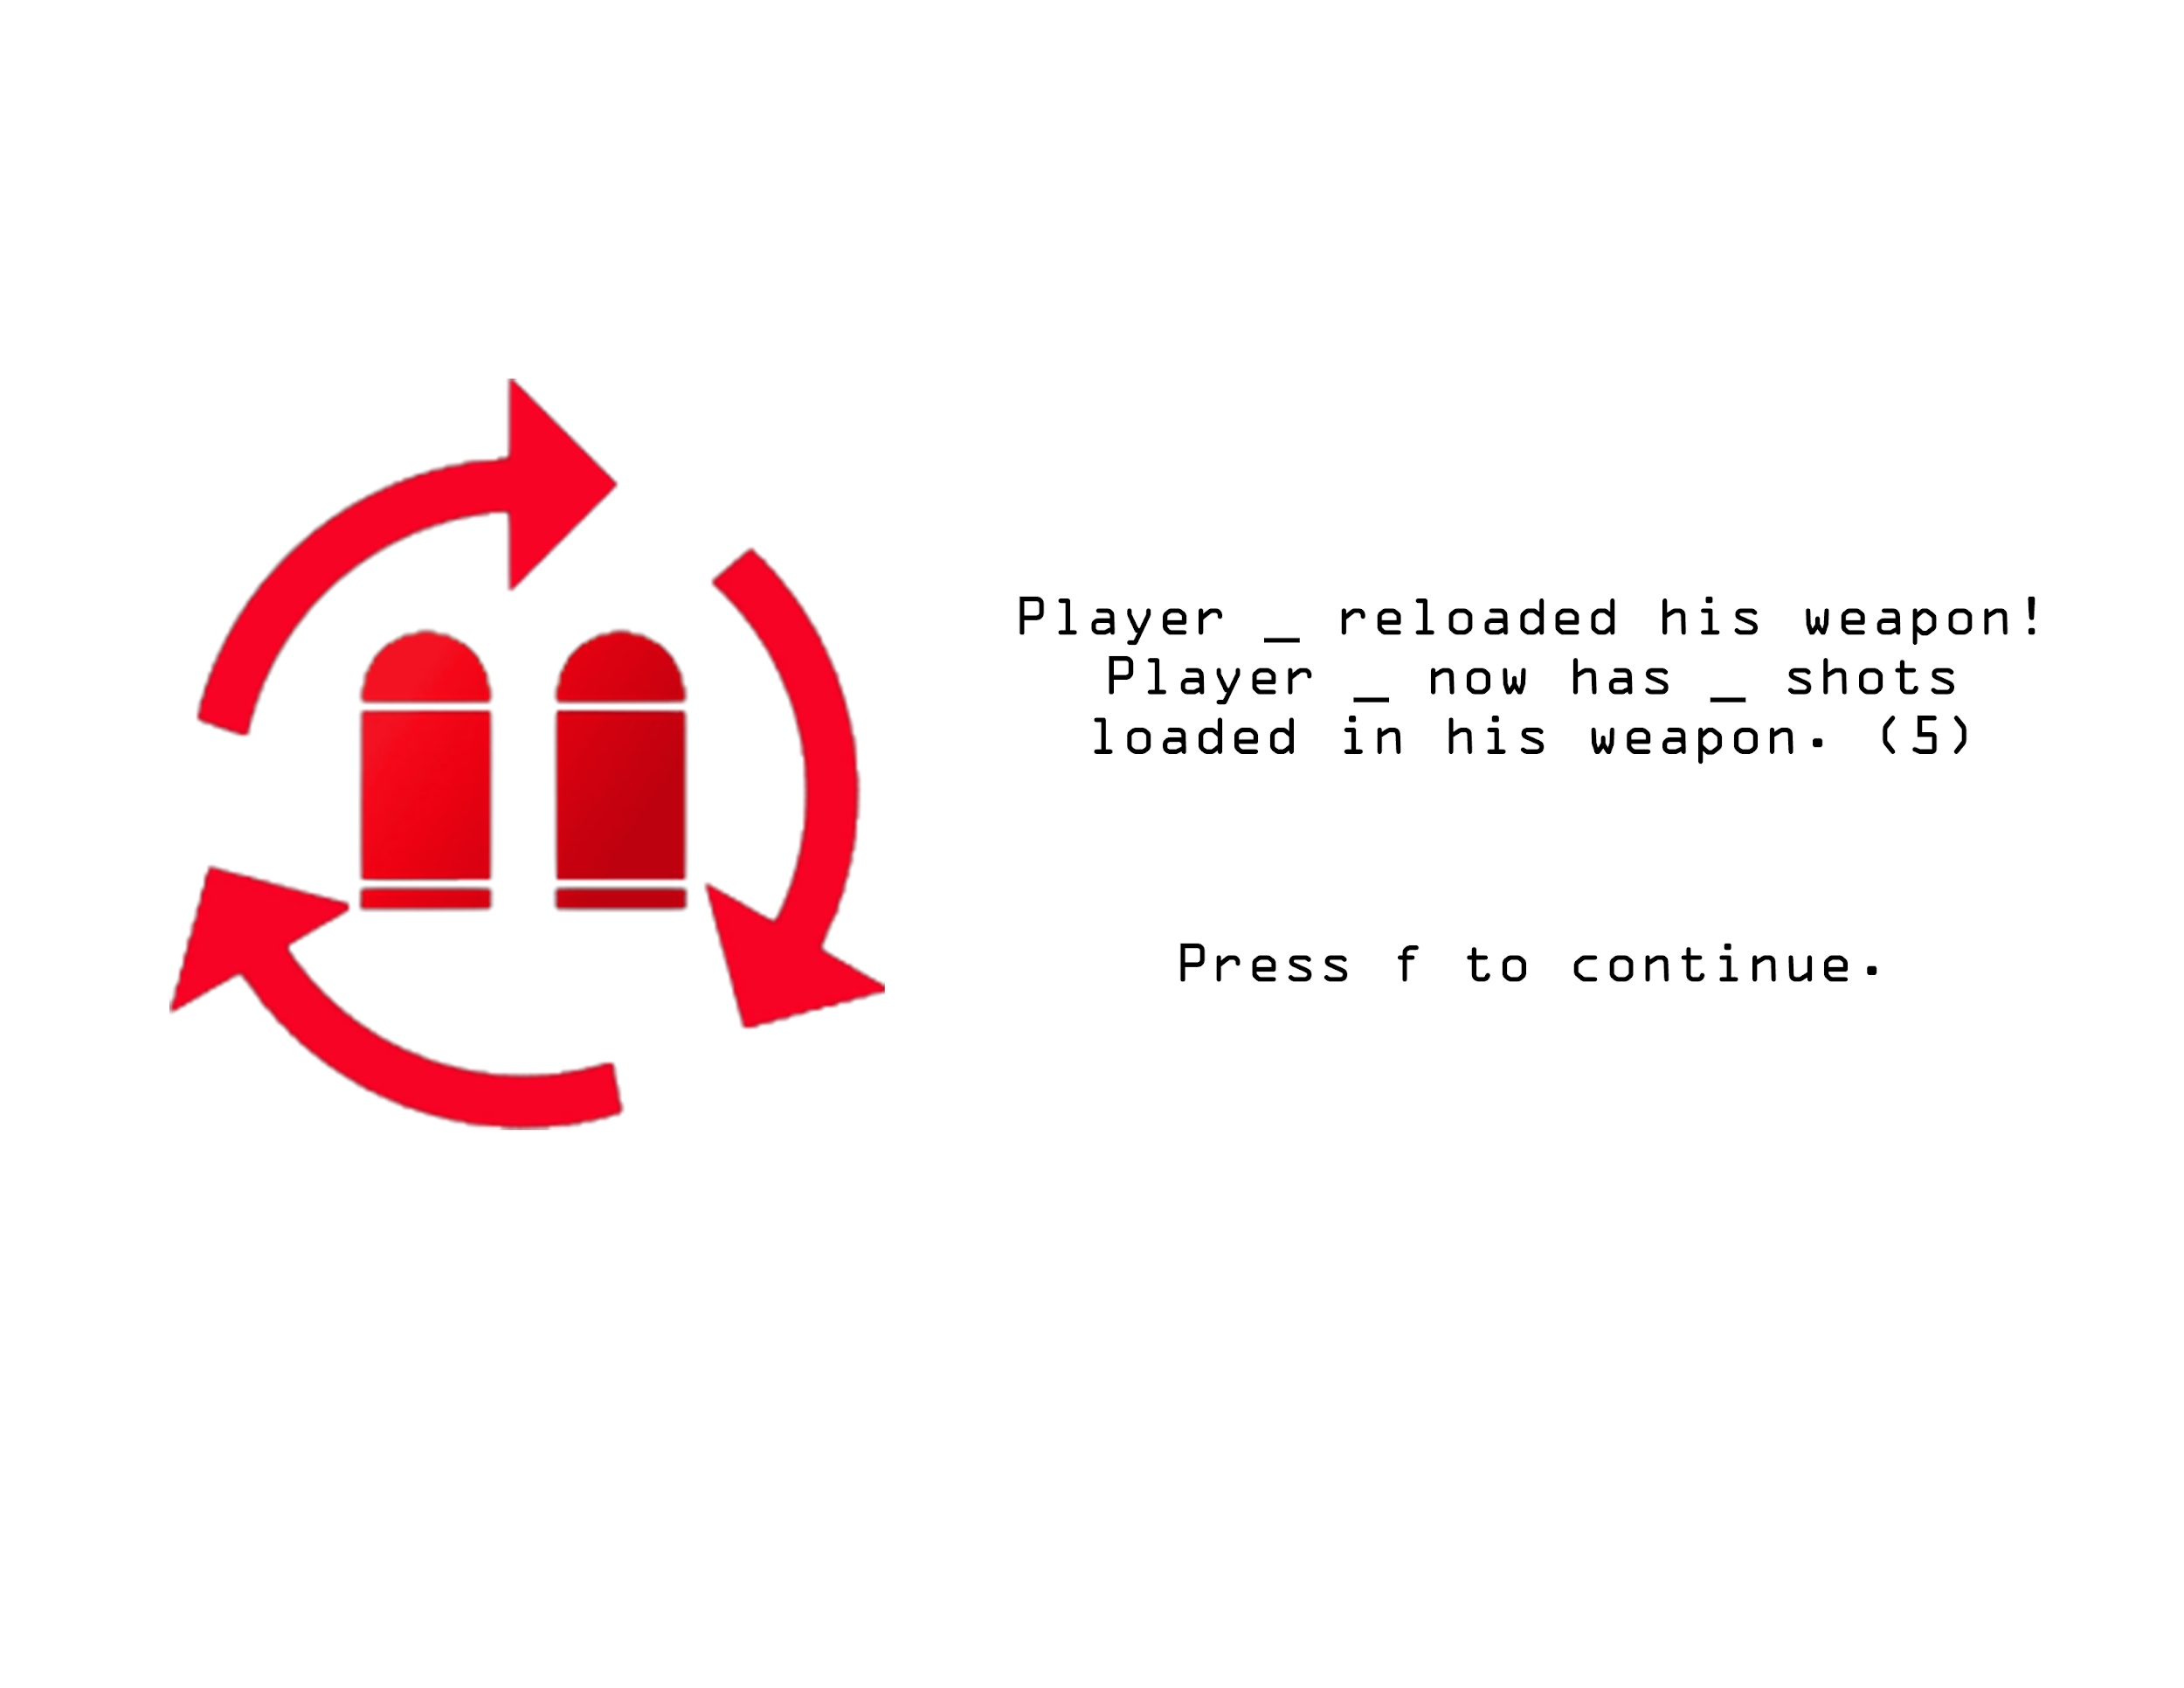 Player _ reloaded his weapon!
Player _ now has _ shots
loaded in his weapon. (5)
Press f to continue.